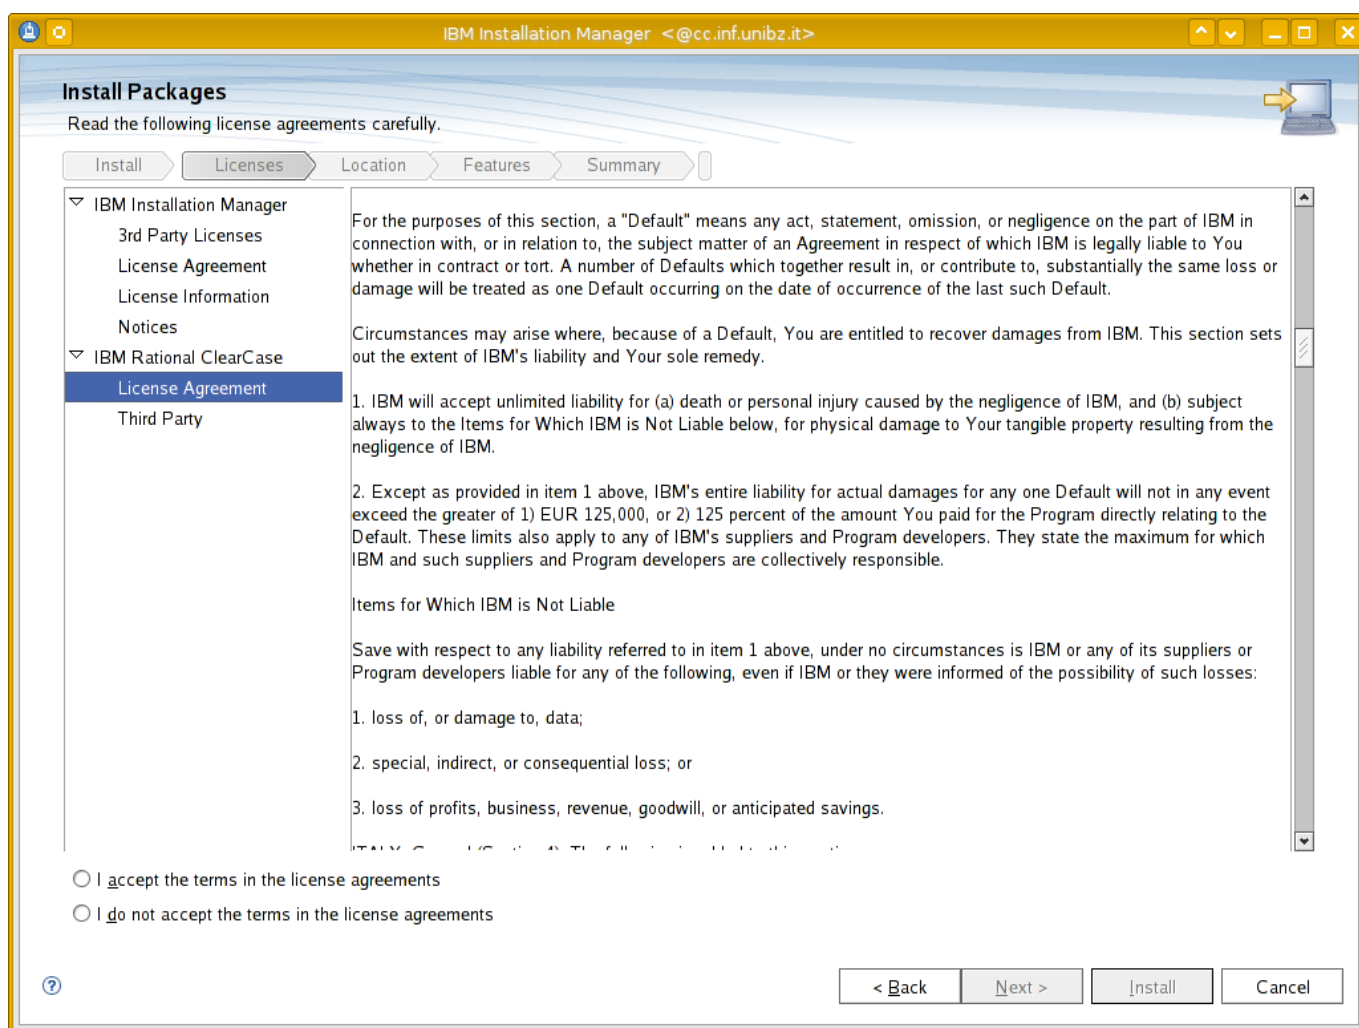 IBM Installation Manager <@cc.inf.unibz.it>
Install Packages
Read the following license agreements carefully.
Install
Licenses
Location
Features
Summary
IBM Installation Manager
3rd Party Licenses
License Agreement
License Information
Notices
IBM Rational ClearCase
License Agreement
Third Party
For the purposes of this section, a "Default" means any act, statement, omission, or negligence on the part of IBM in
connection with, or in relation to, the subject matter of an Agreement in respect of which IBM is legally liable to You
whether in contract or tort. A number of Defaults which together result in, or contribute to, substantially the same loss or
damage will be treated as one Default occurring on the date of occurrence of the last such Default.
Circumstances may arise where, because of a Default, You are entitled to recover damages from IBM. This section sets
out the extent of IBM's liability and Your sole remedy.
1. IBM will accept unlimited liability for (a) death or personal injury caused by the negligence of IBM, and (b) subject
always to the Items for Which IBM is Not Liable below, for physical damage to Your tangible property resulting from the
negligence of IBM.
2. Except as provided in item 1 above, IBM's entire liability for actual damages for any one Default will not in any event
exceed the greater of 1) EUR 125,000, or 2) 125 percent of the amount You paid for the Program directly relating to the
Default. These limits also apply to any of IBM's suppliers and Program developers. They state the maximum for which
IBM and such suppliers and Program developers are collectively responsible.
Items for Which IBM is Not Liable
Save with respect to any liability referred to in item 1 above, under no circumstances is IBM or any of its suppliers or
Program developers liable for any of the following, even if IBM or they were informed of the possibility of such losses:
1. loss of, or damage to, data;
2. special, indirect, or consequential loss; or
3. loss of profits, business, revenue, goodwill, or anticipated savings.
I accept the terms in the license agreements
I do not accept the terms in the license agreements
?
< Back
Next >
Install
Cancel